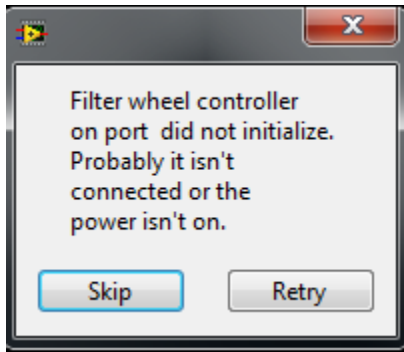 Filter wheel controller
on port  did not initialize.
Probably it isn't
connected or the
power isn't on.
Skip Retry